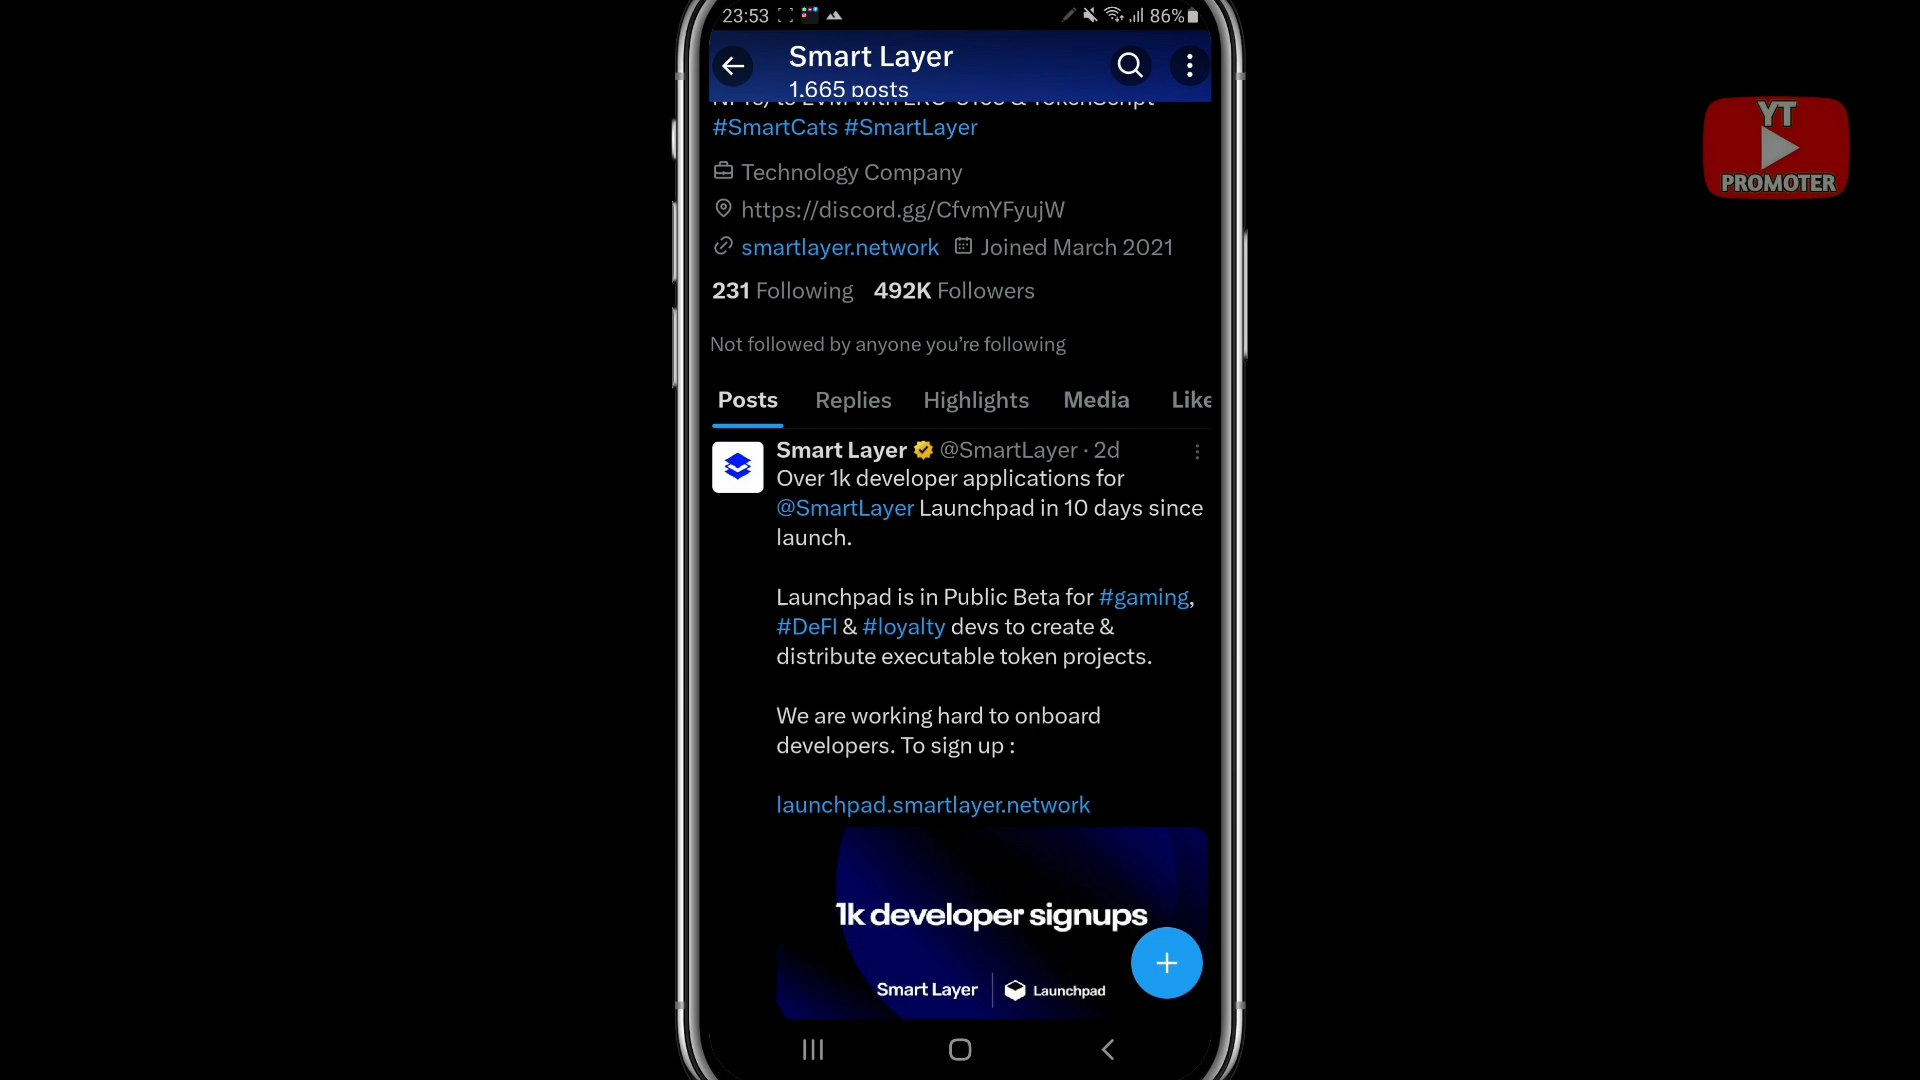 23:53
86%
Smart Layer
1.665 posts
#SmartCats #SmartLayer
Technology Company
https://discord.gg/CfvmYFyujW
smartlayer.network Joined March 2021
231 Following 492K Followers
Not followed by anyone you're following
Posts Replies Highlights Media Like
Smart Layer @SmartLayer · 2d
Over 1k developer applications for
@SmartLayer Launchpad in 10 days since
launch.
Launchpad is in Public Beta for #gaming,
#DeFI & #loyalty devs to create &
distribute executable token projects.
We are working hard to onboard
developers. To sign up :
launchpad.smartlayer.network
1k developer signups
Smart Layer | Launchpad
YT
PROMOTER